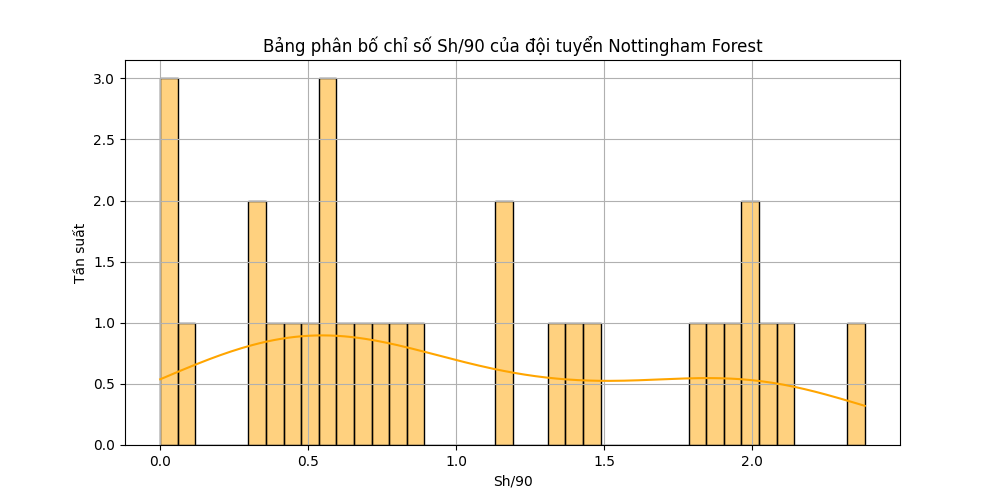 Bảng phân bố chỉ số Sh/90 của đội tuyển Nottingham Forest
Tần suất
3.0
2.5
2.0
1.5
1.0
0.5
0.0
0.0 0.5 1.0 1.5 2.0
Sh/90